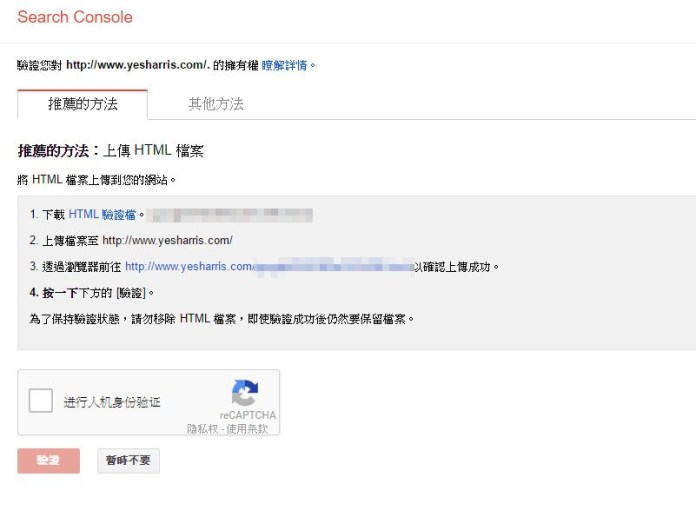 Search Console
驗證您對 http://www.yesharris.com/. 的擁有權 瞭解詳情。
推薦的方法 其他方法
推薦的方法：上傳 HTML 檔案
將 HTML 檔案上傳到您的網站。
1. 下載 HTML 驗證檔。
2. 上傳檔案至 http://www.yesharris.com/
3. 透過瀏覽器前往 http://www.yesharris.com/ 以確認上傳成功。
4. 按一下下方的 [驗證]。
為了保持驗證狀態，請勿移除 HTML 檔案，即使驗證成功後仍然要保留檔案。
进行人机身份验证
reCAPTCHA
隐私权 - 使用条款
驗證 暫時不要